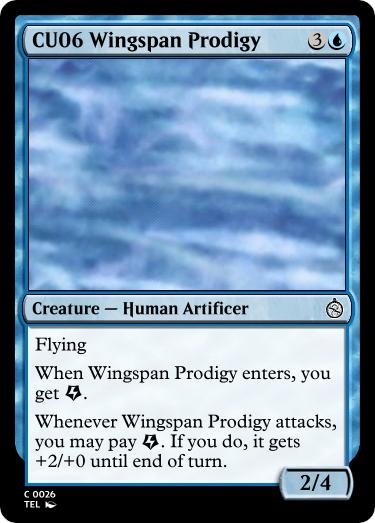 CU06 Wingspan Prodigy 3
Creature — Human Artificer
Flying
When Wingspan Prodigy enters, you
get .
Whenever Wingspan Prodigy attacks,
you may pay . If you do, it gets
+2/+0 until end of turn.
2/4
C 0026
TEL